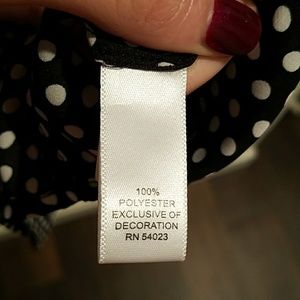 100%
POLYESTER
EXCLUSIVE OF
DECORATION
RN 54023